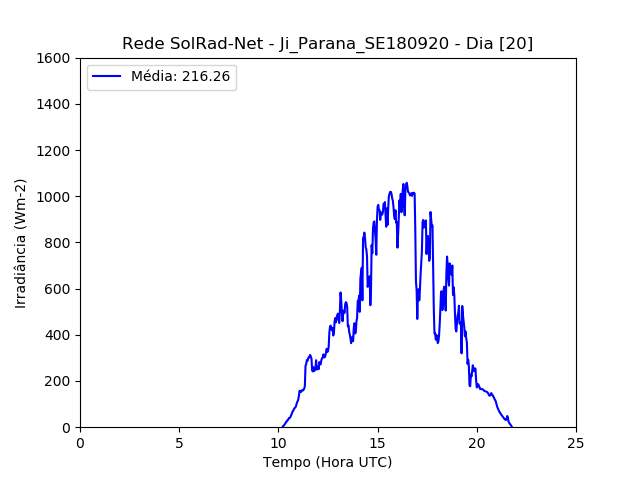 Rede SolRad-Net - Ji_Parana_SE180920 - Dia [20]
Média: 216.26
Irradiância (Wm-2)
1600
1400
1200
1000
800
600
400
200
0
0 5 10 15 20 25
Tempo (Hora UTC)